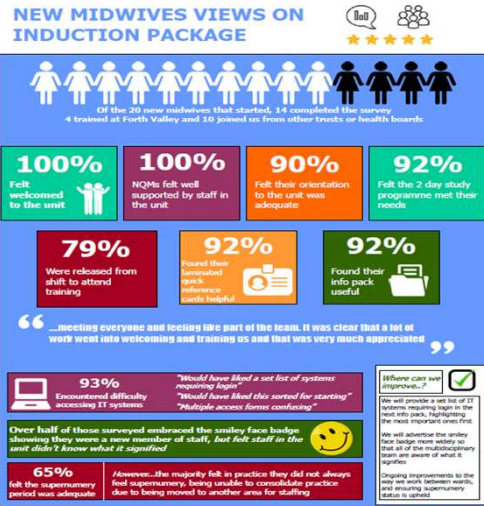 NEW MIDWIVES VIEWS ON
INDUCTION PACKAGE
Of the 20 new midwives that started, 14 completed the survey
4 trained at Forth Valley and 10 joined us from other trusts or health boards
100%
Felt
welcomed
to the unit
100%
NQMs felt well
supported by staff in
the unit
90%
Felt their orientation
to the unit was
adequate
92%
Felt the 2 day study
programme met their
needs
79%
Were released from
shift to attend
training
92%
Found their
laminated
quick
reference
cards helpful
92%
Found their
info pack
useful
“ ....meeting everyone and feeling like part of the team. It was clear that a lot of
work went into welcoming and training us and that was very much appreciated ”
93%
Encountered difficulty
accessing IT systems
"Would have liked a set list of systems
requiring login"
"Would have liked this sorted for starting"
"Multiple access forms confusing"
Over half of those surveyed embraced the smiley face badge
showing they were a new member of staff, but felt staff in the
unit didn't know what it signified
65%
felt the supernumery
period was adequate
However...the majority felt in practice they did not always
feel supernumery, being unable to consolidate practice
due to being moved to another area for staffing
Where can we
improve..?
We will provide a set list of IT
systems requiring login in the
next info pack, highlighting
the most important ones first
We will advertise the smiley
face badge more widely so
that all of the multidisciplinary
team are aware of what it
signifies
Ongoing improvements to the
way we work between wards,
and ensuring supernumery
status is upheld